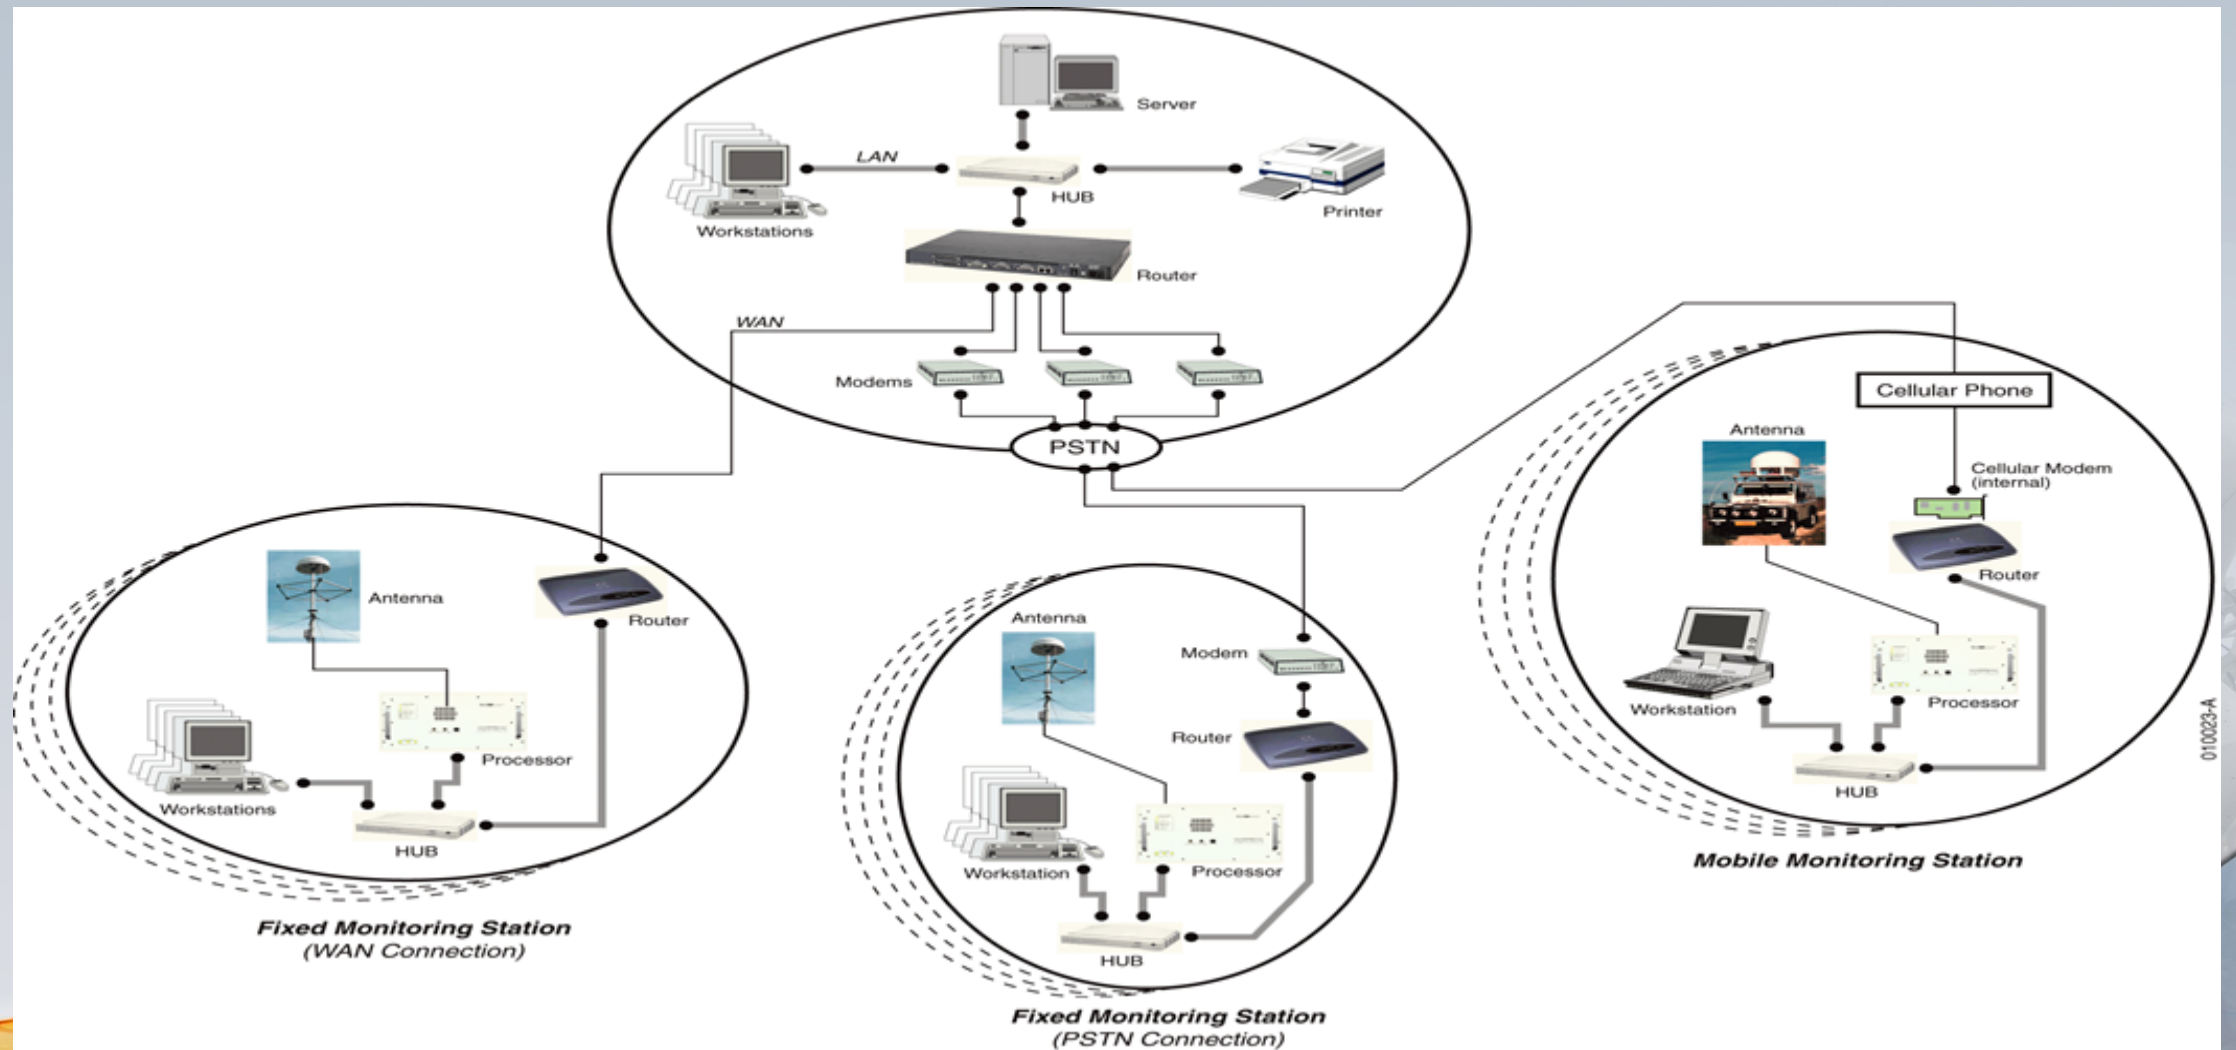 Server
LAN
HUB
Printer
Workstations
Router
WAN
Modems
PSTN
Cellular Phone
Antenna
Cellular Modem
(internal)
Router
Workstation
Processor
HUB
010023-A
Mobile Monitoring Station
Antenna
Router
Processor
Workstations
HUB
Fixed Monitoring Station
(WAN Connection)
Antenna
Modem
Router
Workstation
Processor
HUB
Fixed Monitoring Station
(PSTN Connection)